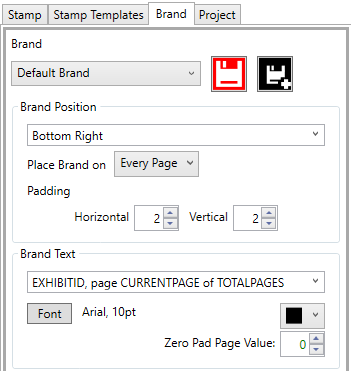 Stamp Stamp Templates Brand Project
Brand
Default Brand
Brand Position
Bottom Right
Place Brand on Every Page
Padding
Horizontal 2 Vertical 2
Brand Text
EXHIBITID, page CURRENTPAGE of TOTALPAGES
Font Arial, 10pt
Zero Pad Page Value: 0